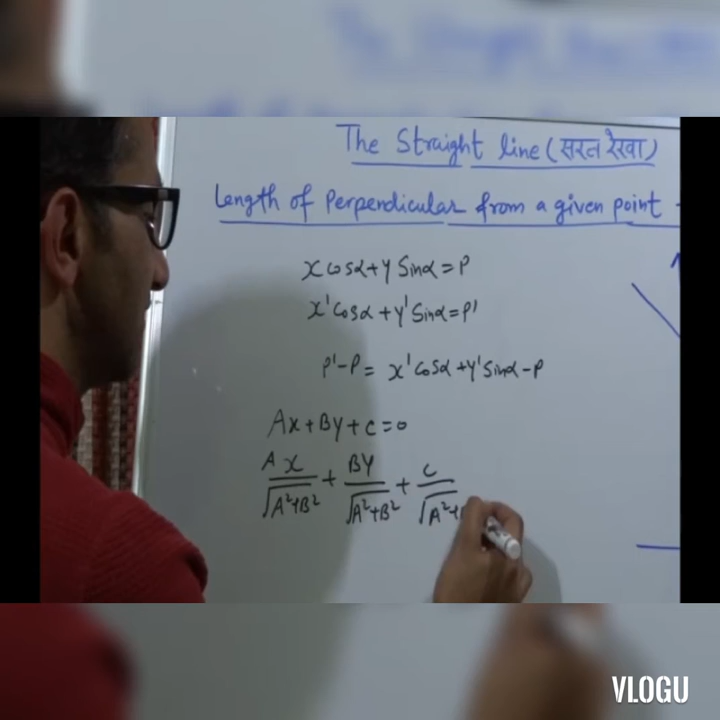 The Straight line (सरल रेखा)
Length of Perpendicular from a given point -
x cosα + y Sinα = P
x' Cosα + y' Sinα = P'
P' - P = x' Cosα + y' Sinα - P
Ax + By + C = 0
Ax/√A²+B² + By/√A²+B² + C/√A²+
VLOGU